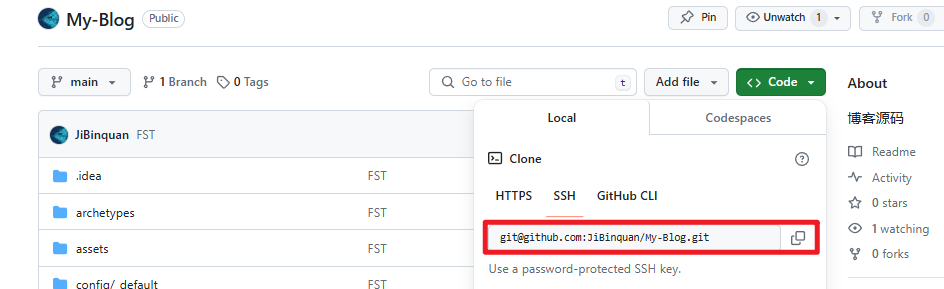 My-Blog Public Pin Unwatch 1 Fork 0
main 1 Branch 0 Tags Go to file t Add file <> Code About
Local Codespaces
博客源码
JiBinquan FST
Clone ?
Readme
.idea FST
Activity
HTTPS SSH GitHub CLI
0 stars
archetypes FST
git@github.com:JiBinquan/My-Blog.git
1 watching
assets FST
0 forks
Use a password-protected SSH key.
config/_default FST